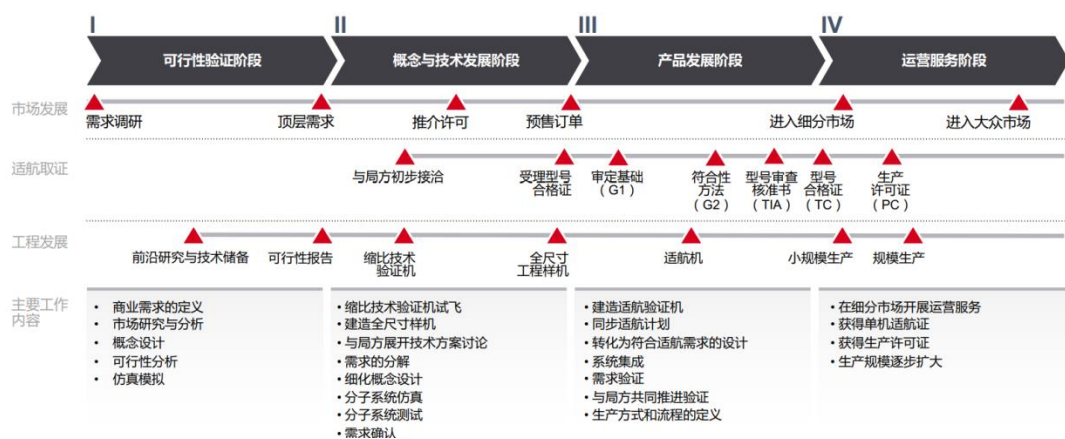 I
II
III
IV
可行性验证阶段
概念与技术发展阶段
产品发展阶段
运营服务阶段
市场发展
需求调研
顶层需求
推介许可
预售订单
进入细分市场
进入大众市场
适航取证
与局方初步接洽
受理型号
合格证
审定基础
（G1）
符合性
方法
（G2）
型号审查
核准书
（TIA）
型号
合格证
（TC）
生产
许可证
（PC）
工程发展
前沿研究与技术储备
可行性报告
缩比技术
验证机
全尺寸
工程样机
适航机
小规模生产
规模生产
主要工作
内容
• 商业需求的定义
• 市场研究与分析
• 概念设计
• 可行性分析
• 仿真模拟
• 缩比技术验证机试飞
• 建造全尺寸样机
• 与局方展开技术方案讨论
• 需求的分解
• 细化概念设计
• 分子系统仿真
• 分子系统测试
• 需求确认
• 建造适航验证机
• 同步适航计划
• 转化为符合适航需求的设计
• 系统集成
• 需求验证
• 与局方共同推进验证
• 生产方式和流程的定义
• 在细分市场开展运营服务
• 获得单机适航证
• 获得生产许可证
• 生产规模逐步扩大